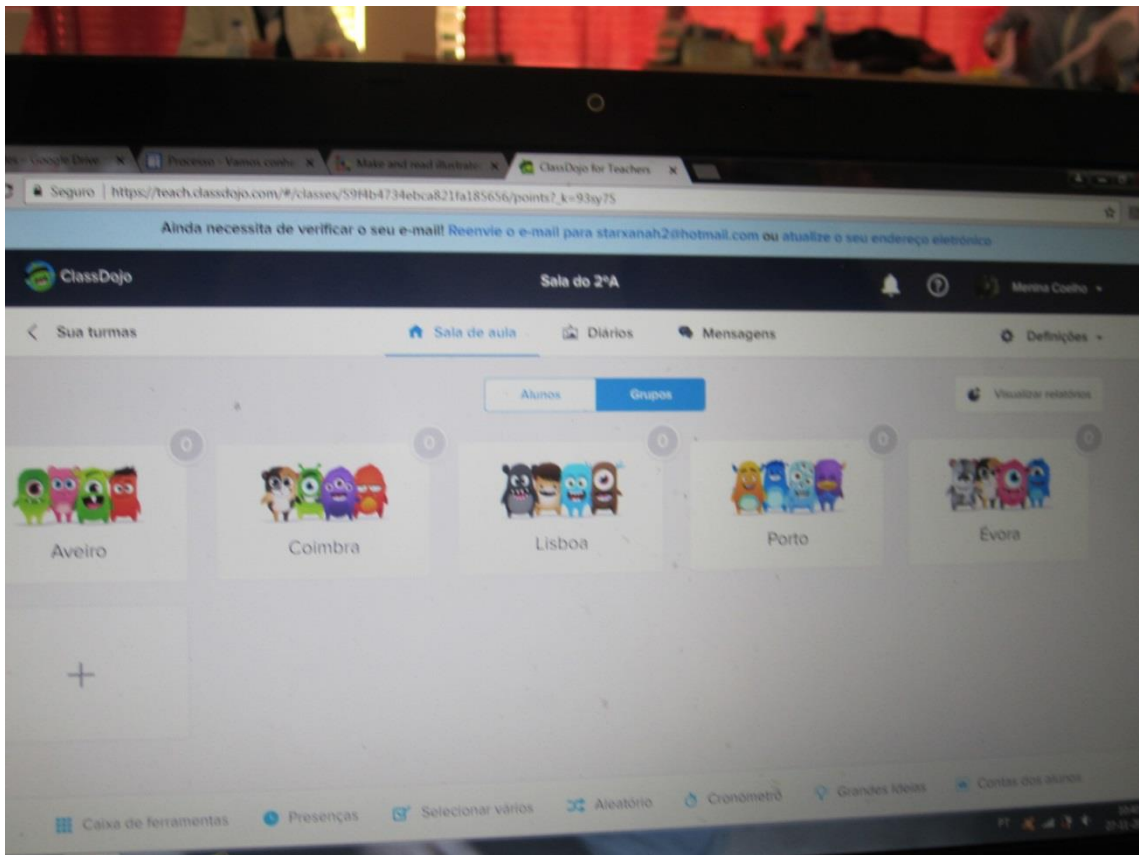 Google Drive
Processo - Vamos conhe
Make and read illustrate
ClassDojo for Teachers
Seguro | https://teach.classdojo.com/#/classes/59f4b4734ebca821fa185656/points?_k=93sy75
Ainda necessita de verificar o seu e-mail! Reenvie o e-mail para starxanah2@hotmail.com ou atualize o seu endereço eletrónico
ClassDojo
Sala do 2ºA
Menina Coelho
Sua turmas
Sala de aula
Diários
Mensagens
Definições
Alunos
Grupos
Visualizar relatórios
0
0
0
0
0
Aveiro
Coimbra
Lisboa
Porto
Évora
+
Caixa de ferramentas
Presenças
Selecionar vários
Aleatório
Cronómetro
Grandes Ideias
Contas dos alunos
PT